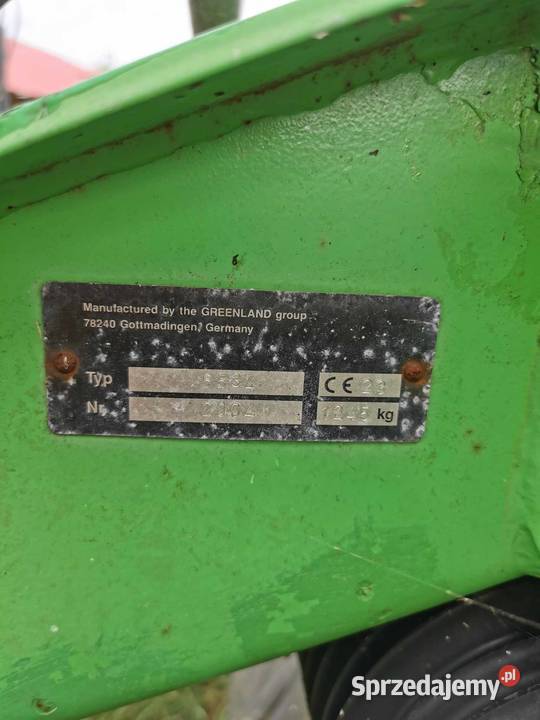 Manufactured by the GREENLAND group
78240 Gottmadingen, Germany
Typ
CE
Nr.
kg
Sprzedajemy.pl